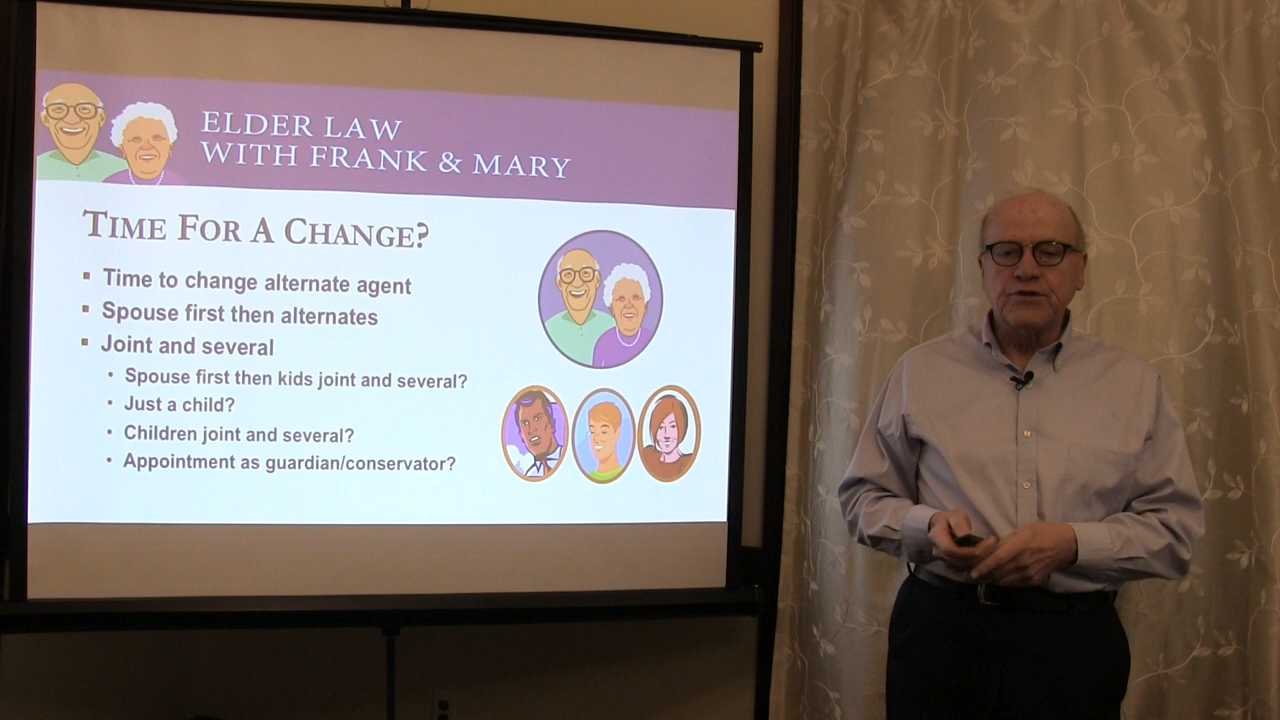 ELDER LAW
WITH FRANK & MARY
TIME FOR A CHANGE?
▪ Time to change alternate agent
▪ Spouse first then alternates
▪ Joint and several
• Spouse first then kids joint and several?
• Just a child?
• Children joint and several?
• Appointment as guardian/conservator?